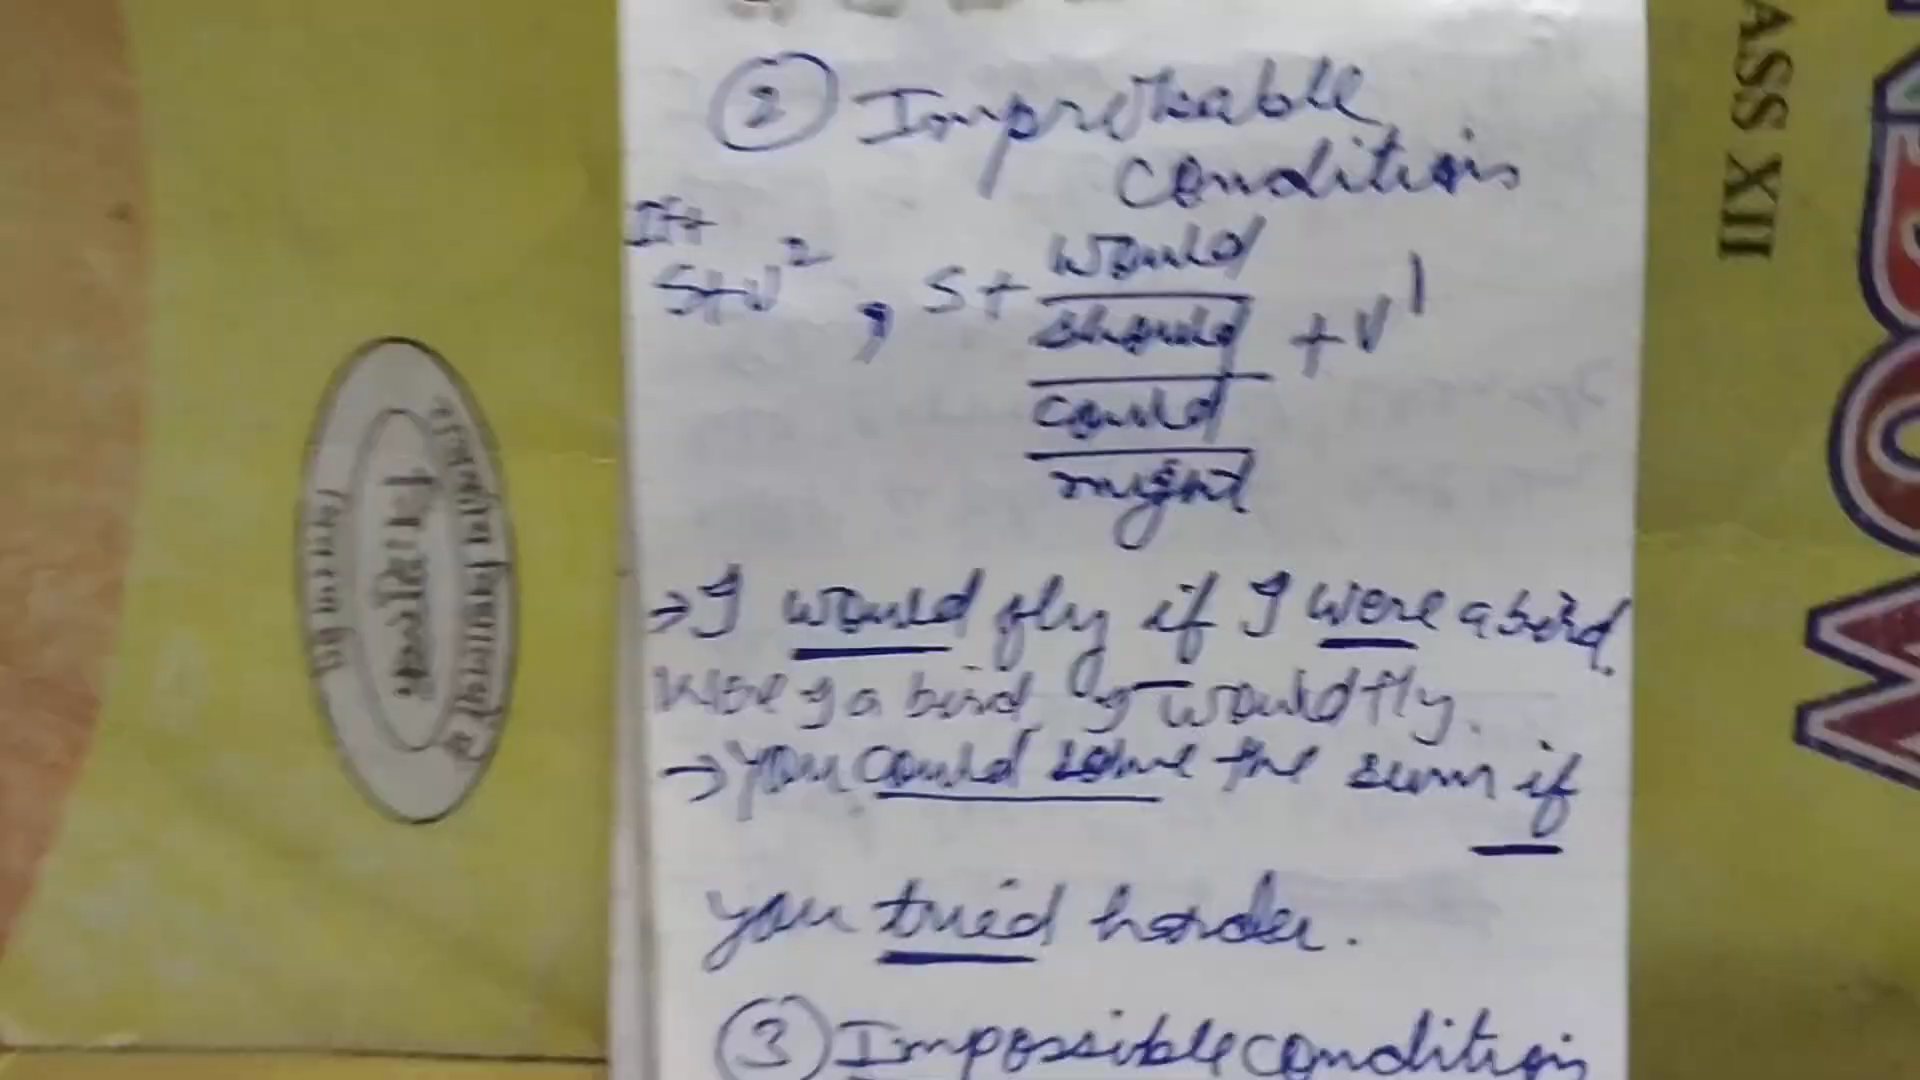 ② Improbable
conditions
If+
S+V², S+ would
should +V¹
could
might
→ I would fly if I were a bird.
Were I a bird, I would fly.
→ you could solve the sum if
you tried harder.
③ Impossible condition
ASS XII